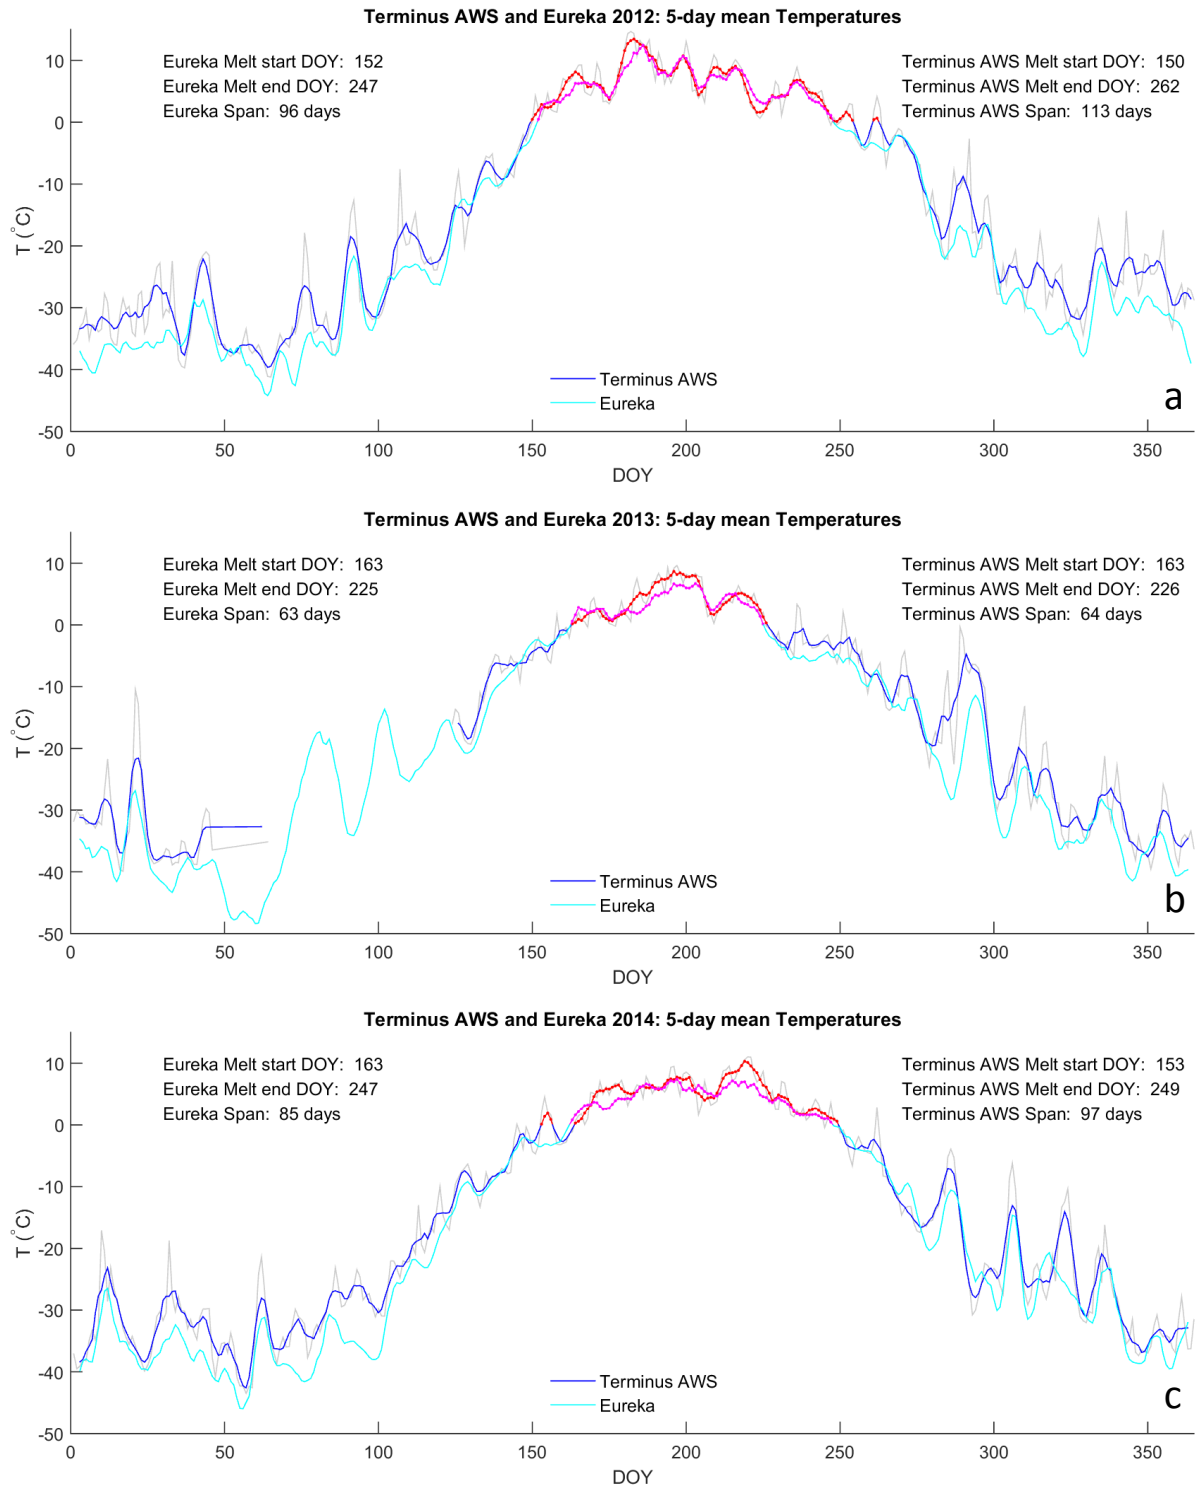 Terminus AWS and Eureka 2012: 5-day mean Temperatures
Eureka Melt start DOY: 152
Eureka Melt end DOY: 247
Eureka Span: 96 days
Terminus AWS Melt start DOY: 150
Terminus AWS Melt end DOY: 262
Terminus AWS Span: 113 days
10
0
-10
-20
-30
-40
-50
T (°C)
Terminus AWS
Eureka
a
0 50 100 150 200 250 300 350
DOY
Terminus AWS and Eureka 2013: 5-day mean Temperatures
Eureka Melt start DOY: 163
Eureka Melt end DOY: 225
Eureka Span: 63 days
Terminus AWS Melt start DOY: 163
Terminus AWS Melt end DOY: 226
Terminus AWS Span: 64 days
10
0
-10
-20
-30
-40
-50
T (°C)
Terminus AWS
Eureka
b
0 50 100 150 200 250 300 350
DOY
Terminus AWS and Eureka 2014: 5-day mean Temperatures
Eureka Melt start DOY: 163
Eureka Melt end DOY: 247
Eureka Span: 85 days
Terminus AWS Melt start DOY: 153
Terminus AWS Melt end DOY: 249
Terminus AWS Span: 97 days
10
0
-10
-20
-30
-40
-50
T (°C)
Terminus AWS
Eureka
c
0 50 100 150 200 250 300 350
DOY